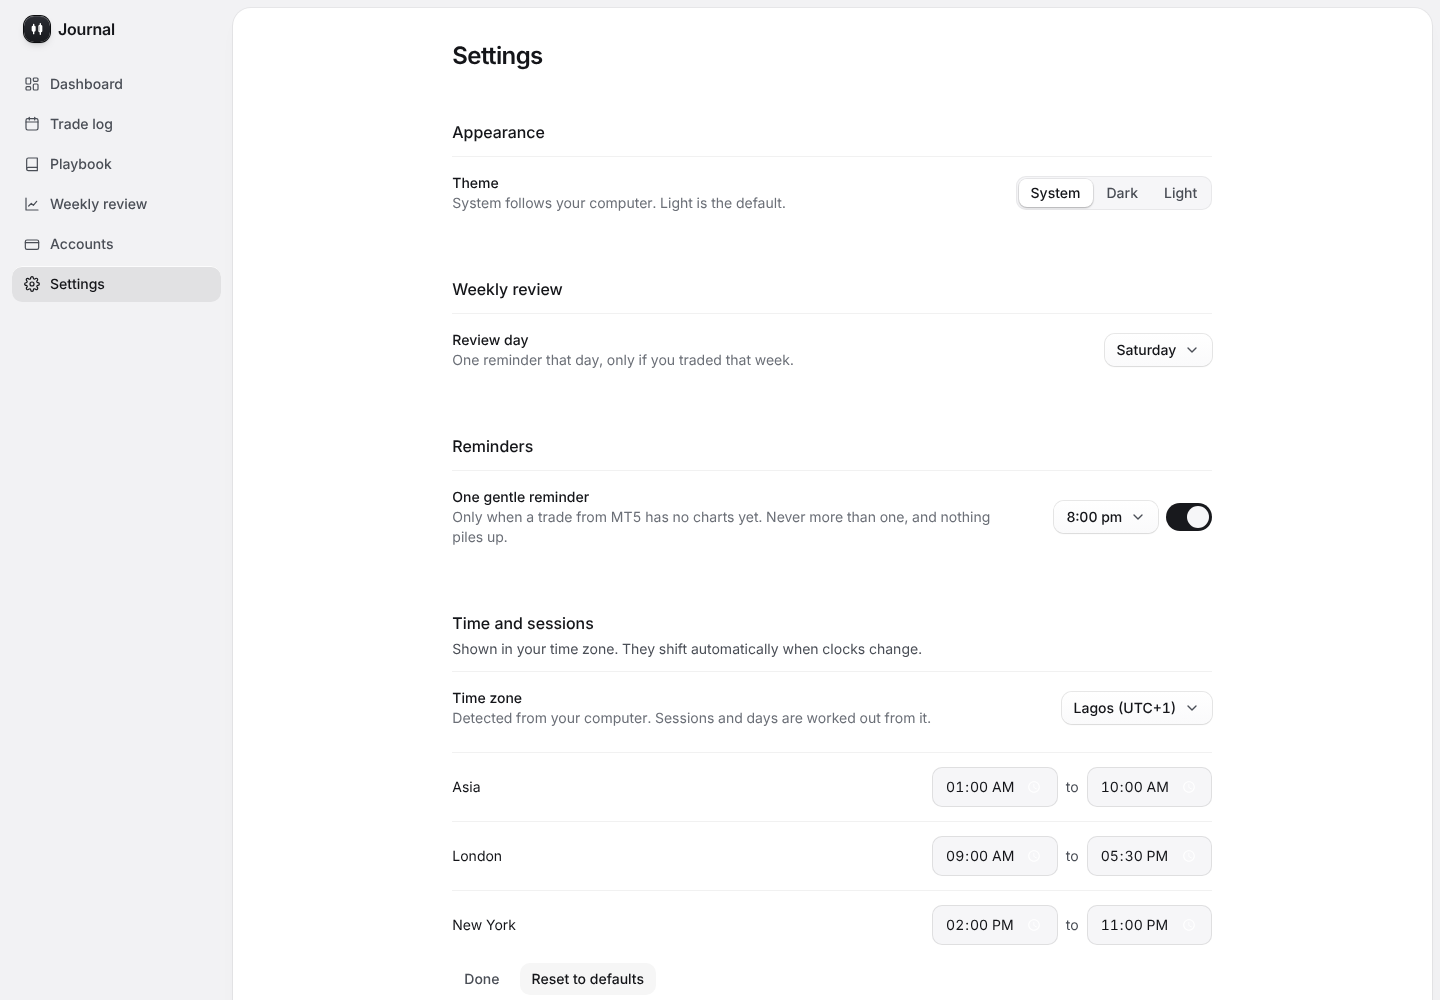 Journal
Dashboard
Trade log
Playbook
Weekly review
Accounts
Settings
Settings
Appearance
Theme
System follows your computer. Light is the default.
System Dark Light
Weekly review
Review day
One reminder that day, only if you traded that week.
Saturday
Reminders
One gentle reminder
Only when a trade from MT5 has no charts yet. Never more than one, and nothing
piles up.
8:00 pm
Time and sessions
Shown in your time zone. They shift automatically when clocks change.
Time zone
Detected from your computer. Sessions and days are worked out from it.
Lagos (UTC+1)
Asia 01:00 AM to 10:00 AM
London 09:00 AM to 05:30 PM
New York 02:00 PM to 11:00 PM
Done Reset to defaults